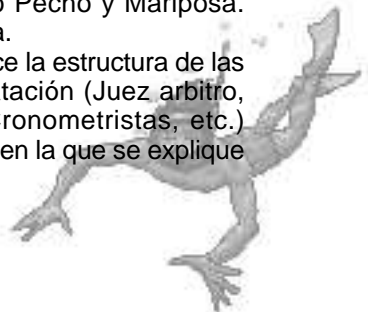 Pecho y Mariposa.
a.
ce la estructura de las
tación (Juez arbitro,
ronometristas, etc.)
en la que se explique